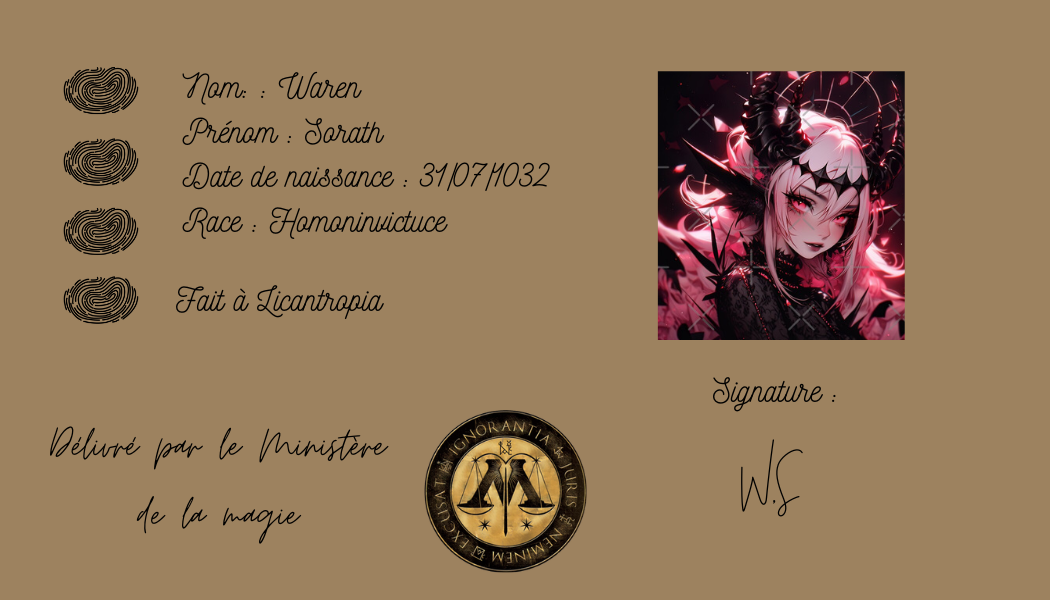 Nom: : Waren
Prénom : Sorath
Date de naissance : 31/07/1032
Race : Homoninvictuce
Fait à Licantropia
Signature :
W.S
Délivré par le Ministère
de la magie
IGNORANTIA JURIS NEMINEM EXCUSAT
M